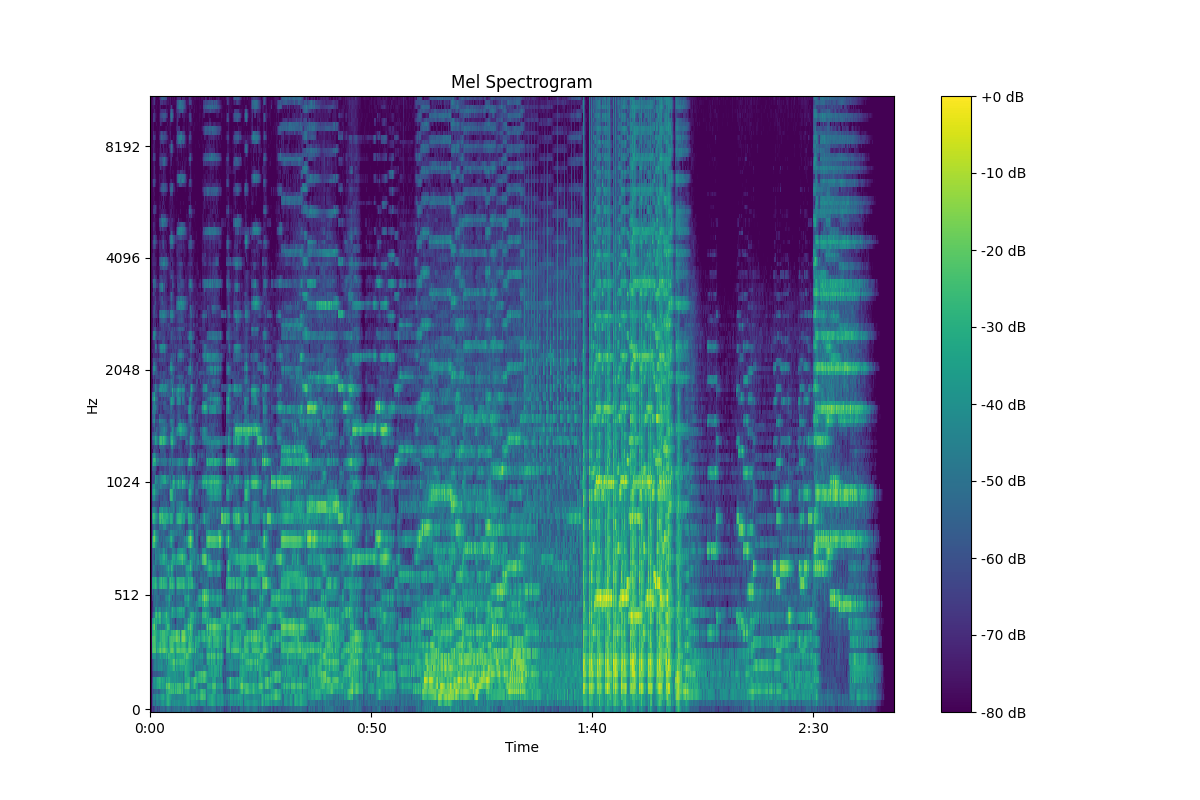 Mel Spectrogram
Hz
8192
4096
2048
1024
512
0
0:00
0:50
1:40
2:30
Time
+0 dB
-10 dB
-20 dB
-30 dB
-40 dB
-50 dB
-60 dB
-70 dB
-80 dB